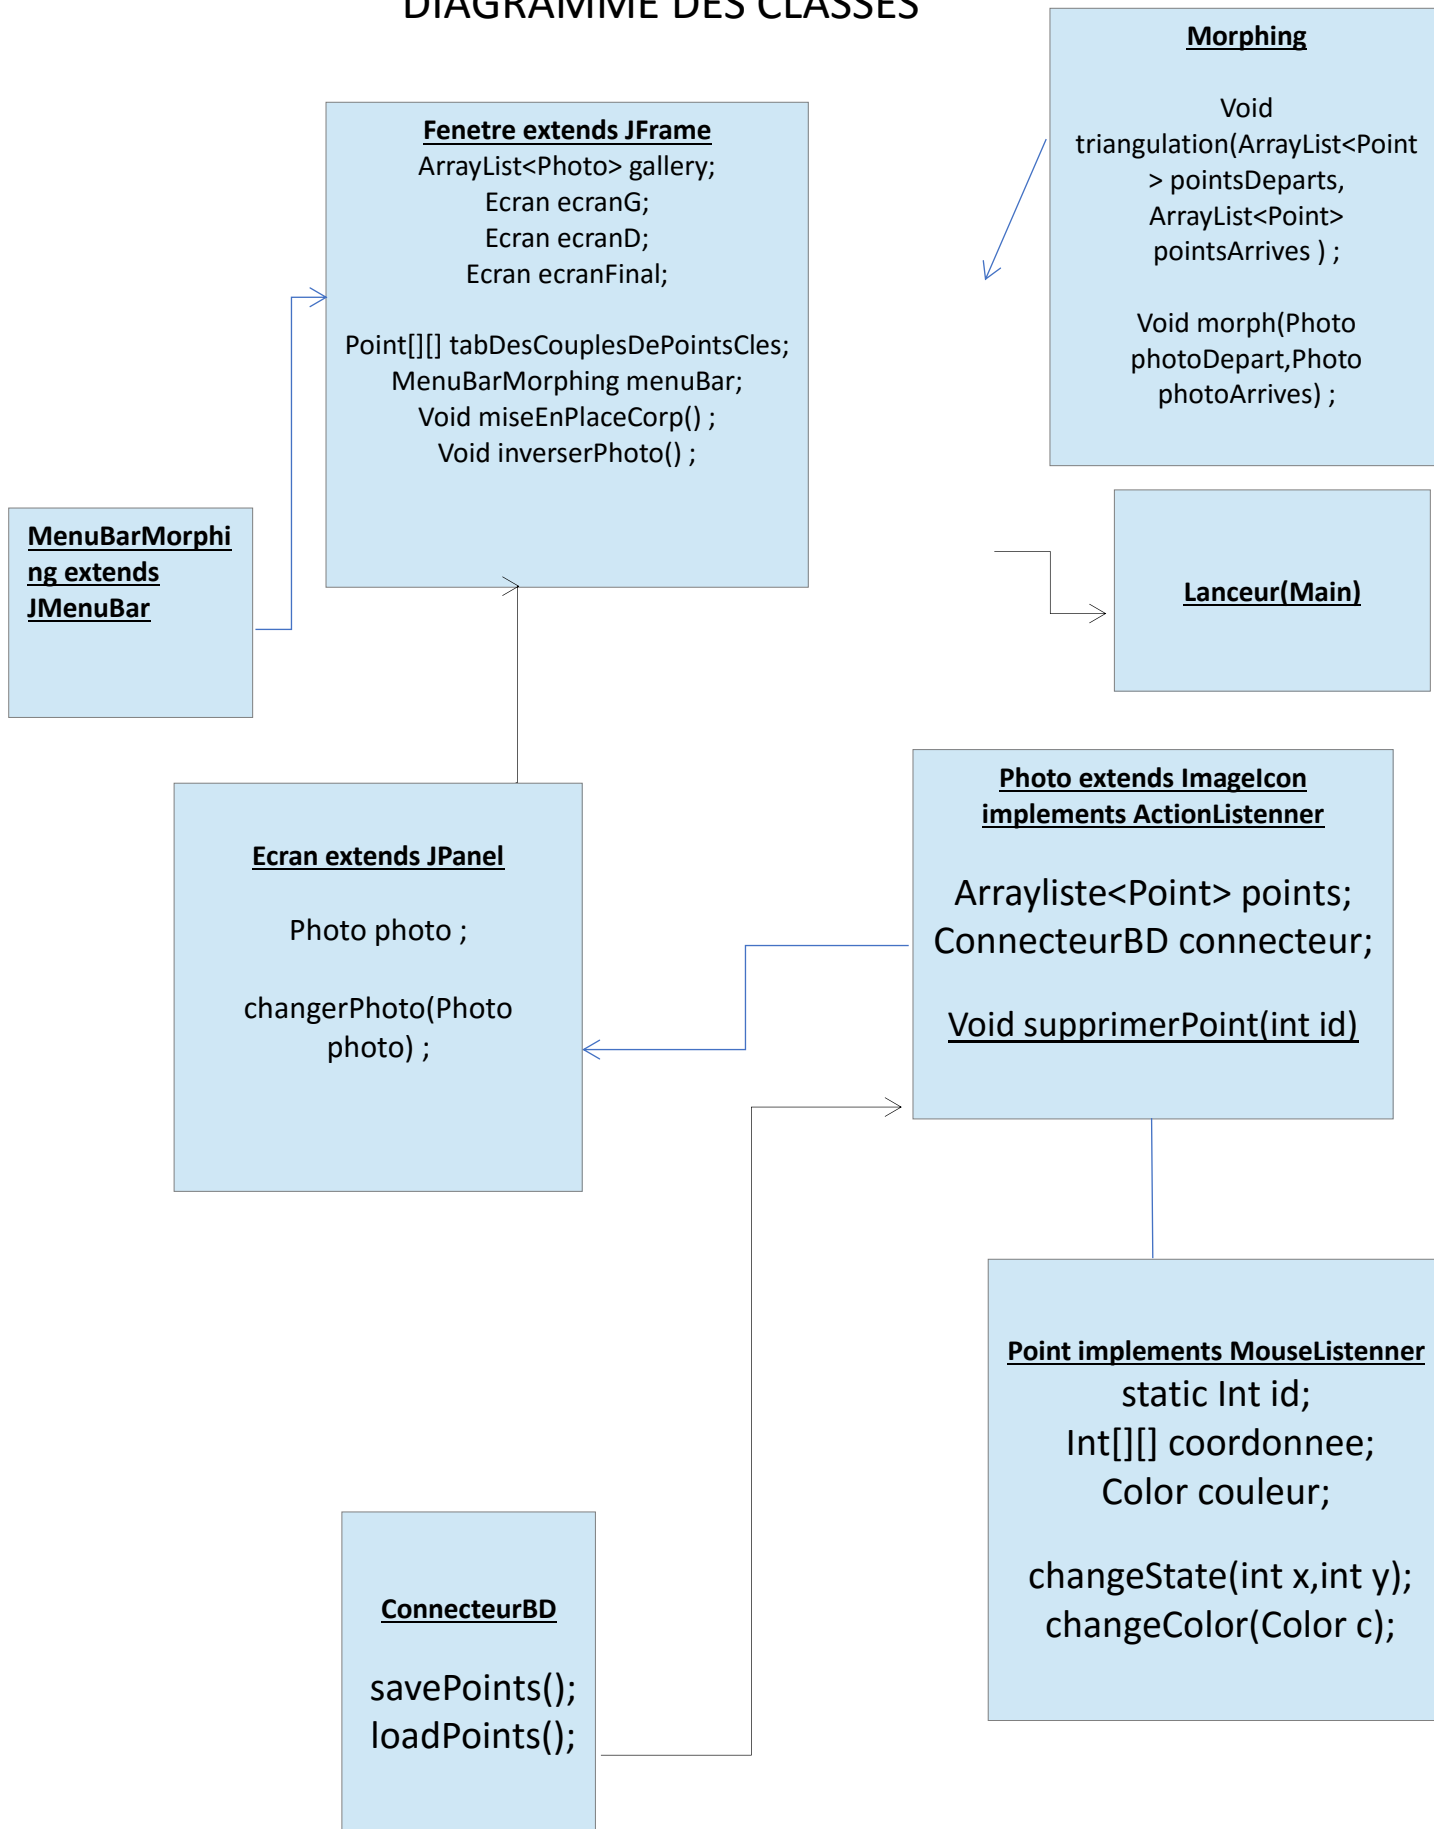 DIAGRAMME DES CLASSES
Morphing
Void
triangulation(ArrayList<Point
> pointsDeparts,
ArrayList<Point>
pointsArrives ) ;
Void morph(Photo
photoDepart,Photo
photoArrives) ;
Fenetre extends JFrame
ArrayList<Photo> gallery;
Ecran ecranG;
Ecran ecranD;
Ecran ecranFinal;
Point[][] tabDesCouplesDePointsCles;
MenuBarMorphing menuBar;
Void miseEnPlaceCorp() ;
Void inverserPhoto() ;
MenuBarMorphi
ng extends
JMenuBar
Lanceur(Main)
Ecran extends JPanel
Photo photo ;
changerPhoto(Photo
photo) ;
Photo extends ImageIcon
implements ActionListenner
Arrayliste<Point> points;
ConnecteurBD connecteur;
Void supprimerPoint(int id)
Point implements MouseListenner
static Int id;
Int[][] coordonnee;
Color couleur;
changeState(int x,int y);
changeColor(Color c);
ConnecteurBD
savePoints();
loadPoints();